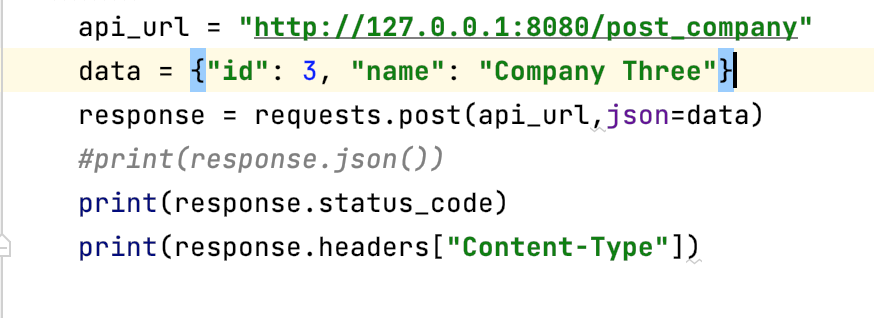 api_url = "http://127.0.0.1:8080/post_company"
data = {"id": 3, "name": "Company Three"}
response = requests.post(api_url,json=data)
#print(response.json())
print(response.status_code)
print(response.headers["Content-Type"])